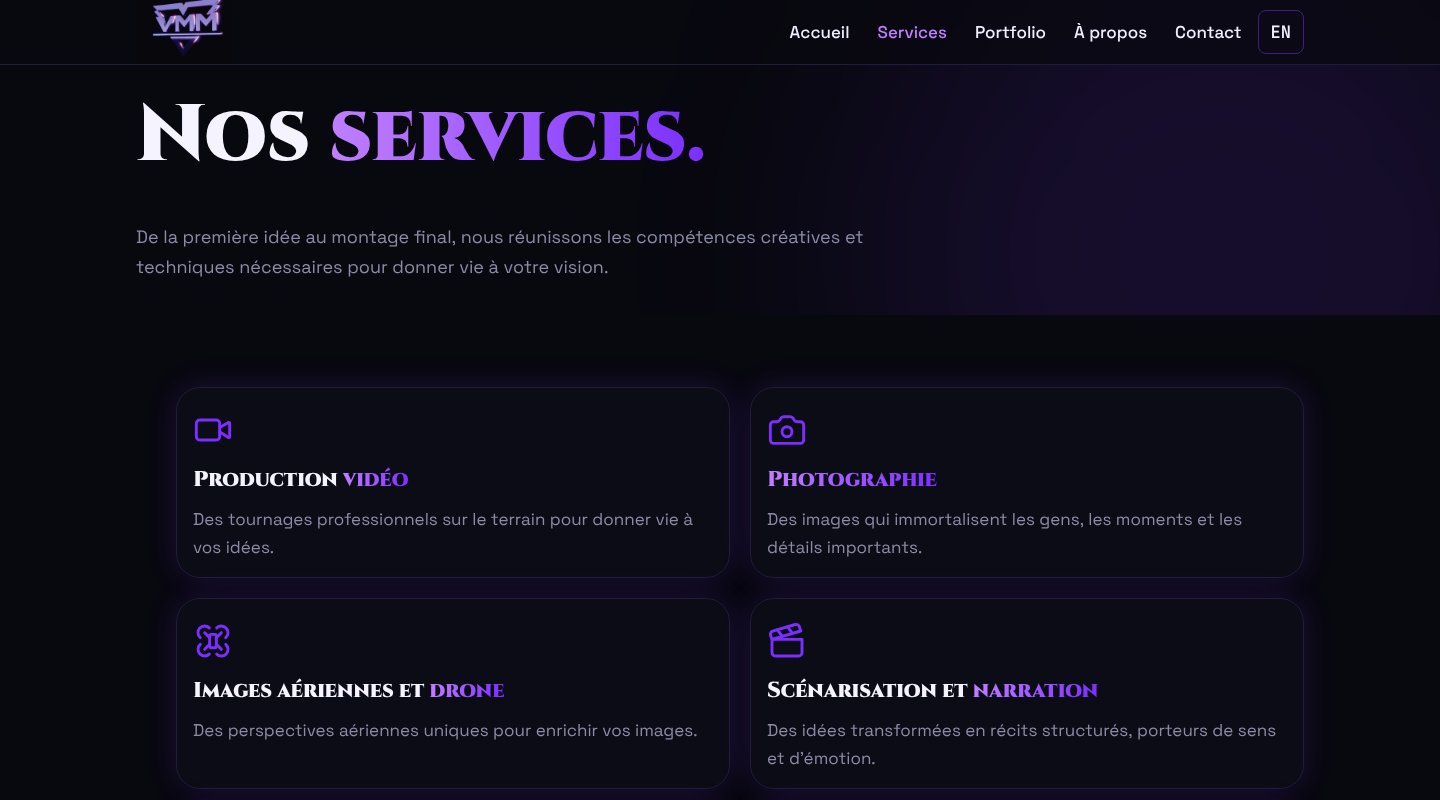 VMM
Accueil Services Portfolio À propos Contact EN
Nos services.
De la première idée au montage final, nous réunissons les compétences créatives et
techniques nécessaires pour donner vie à votre vision.
Production vidéo
Des tournages professionnels sur le terrain pour donner vie à
vos idées.
Photographie
Des images qui immortalisent les gens, les moments et les
détails importants.
Images aériennes et drone
Des perspectives aériennes uniques pour enrichir vos images.
Scénarisation et narration
Des idées transformées en récits structurés, porteurs de sens
et d’émotion.